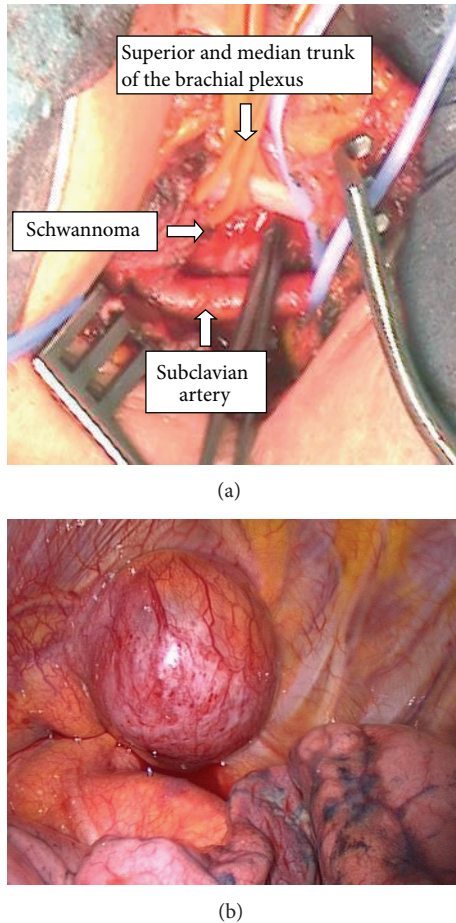 Superior and median trunk
of the brachial plexus
Schwannoma
Subclavian
artery
(a)
(b)